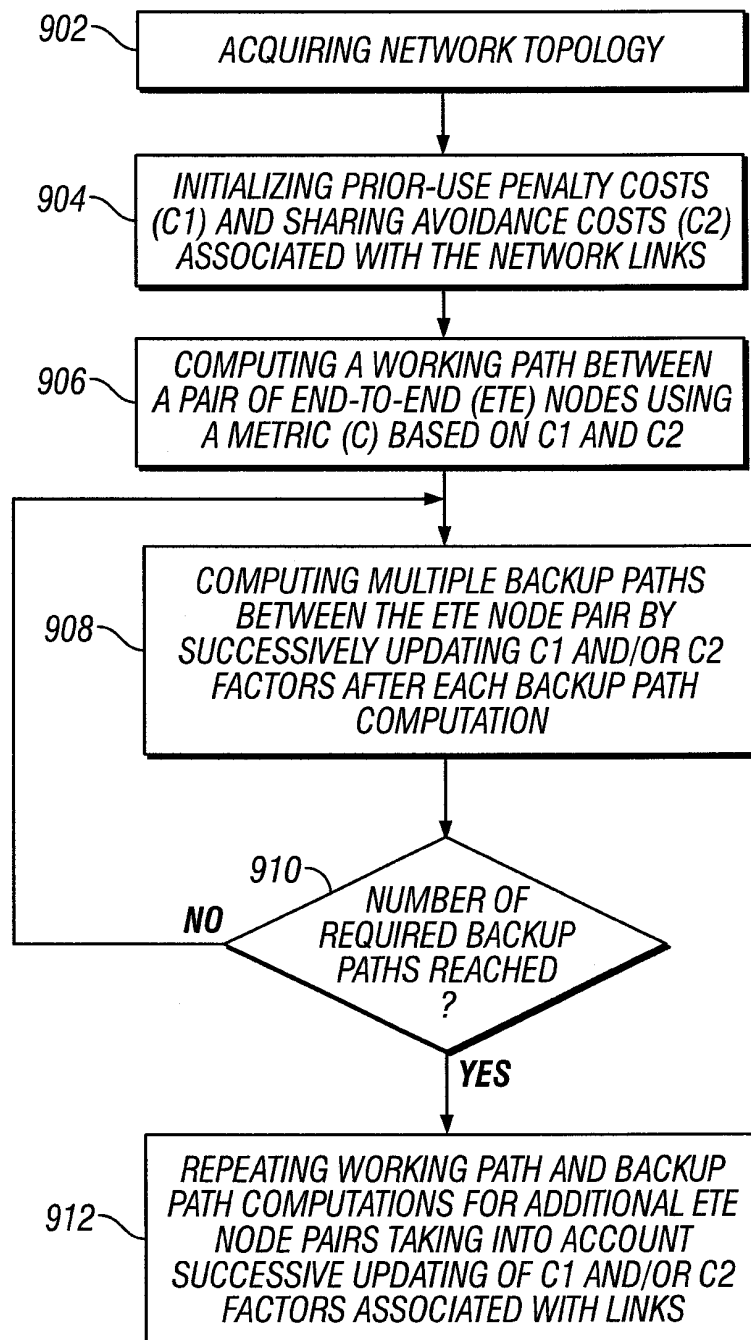 902
ACQUIRING NETWORK TOPOLOGY
904
INITIALIZING PRIOR-USE PENALTY COSTS
(C1) AND SHARING AVOIDANCE COSTS (C2)
ASSOCIATED WITH THE NETWORK LINKS
906
COMPUTING A WORKING PATH BETWEEN
A PAIR OF END-TO-END (ETE) NODES USING
A METRIC (C) BASED ON C1 AND C2
908
COMPUTING MULTIPLE BACKUP PATHS
BETWEEN THE ETE NODE PAIR BY
SUCCESSIVELY UPDATING C1 AND/OR C2
FACTORS AFTER EACH BACKUP PATH
COMPUTATION
910
NO
NUMBER OF
REQUIRED BACKUP
PATHS REACHED
?
YES
912
REPEATING WORKING PATH AND BACKUP
PATH COMPUTATIONS FOR ADDITIONAL ETE
NODE PAIRS TAKING INTO ACCOUNT
SUCCESSIVE UPDATING OF C1 AND/OR C2
FACTORS ASSOCIATED WITH LINKS